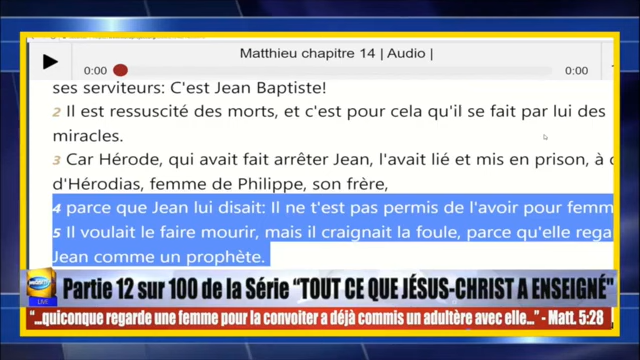 Matthieu chapitre 14 | Audio |
0:00
0:00
ses serviteurs: C'est Jean Baptiste!
2 Il est ressuscité des morts, et c'est pour cela qu'il se fait par lui des
miracles.
3 Car Hérode, qui avait fait arrêter Jean, l'avait lié et mis en prison, à
d'Hérodias, femme de Philippe, son frère,
4 parce que Jean lui disait: Il ne t'est pas permis de l'avoir pour femm
5 Il voulait le faire mourir, mais il craignait la foule, parce qu'elle rega
Jean comme un prophète.
Partie 12 sur 100 de la Série “TOUT CE QUE JÉSUS-CHRIST A ENSEIGNÉ"
LIVE
“...quiconque regarde une femme pour la convoiter a déjà commis un adultère avec elle...” - Matt. 5:28